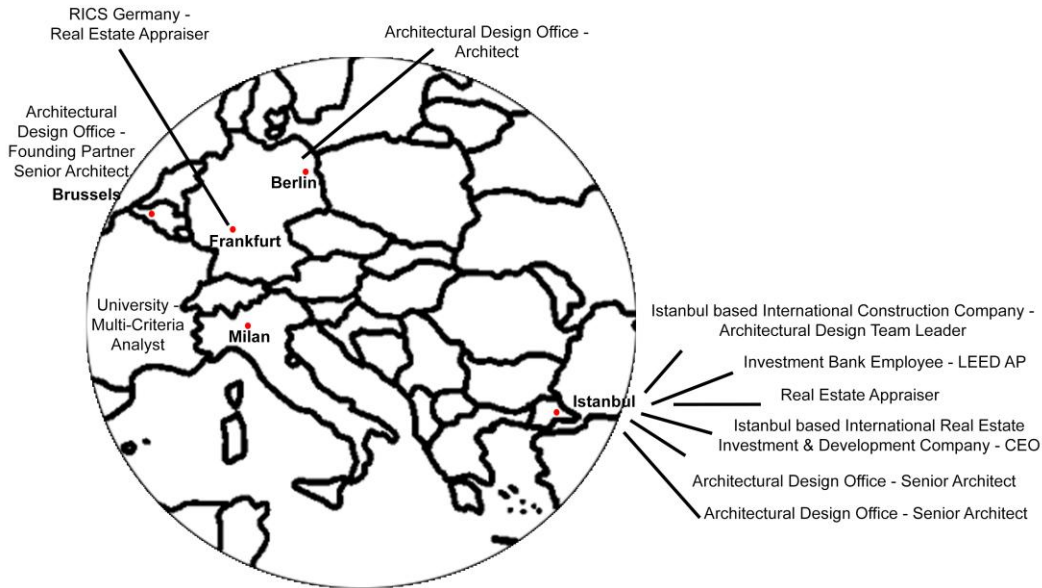 RICS Germany -
Real Estate Appraiser
Architectural Design Office -
Architect
Architectural
Design Office -
Founding Partner
Senior Architect
Brussels
Berlin
Frankfurt
University -
Multi-Criteria
Analyst
Milan
Istanbul
Istanbul based International Construction Company -
Architectural Design Team Leader
Investment Bank Employee - LEED AP
Real Estate Appraiser
Istanbul based International Real Estate
Investment & Development Company - CEO
Architectural Design Office - Senior Architect
Architectural Design Office - Senior Architect